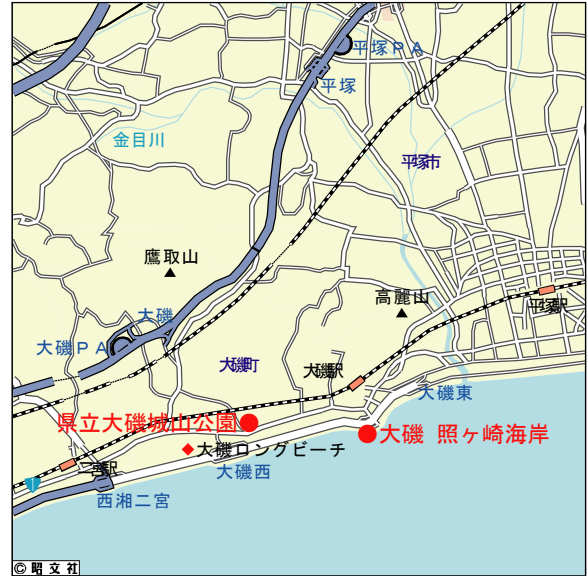 平塚PA
平塚
金目川
平塚市
鷹取山
高麗山
平塚駅
大磯
大磯PA
大磯町
大磯駅
大磯東
県立大磯城山公園
大磯 照ヶ崎海岸
大磯ロングビーチ
二宮駅
大磯西
1
西湘二宮
©昭文社